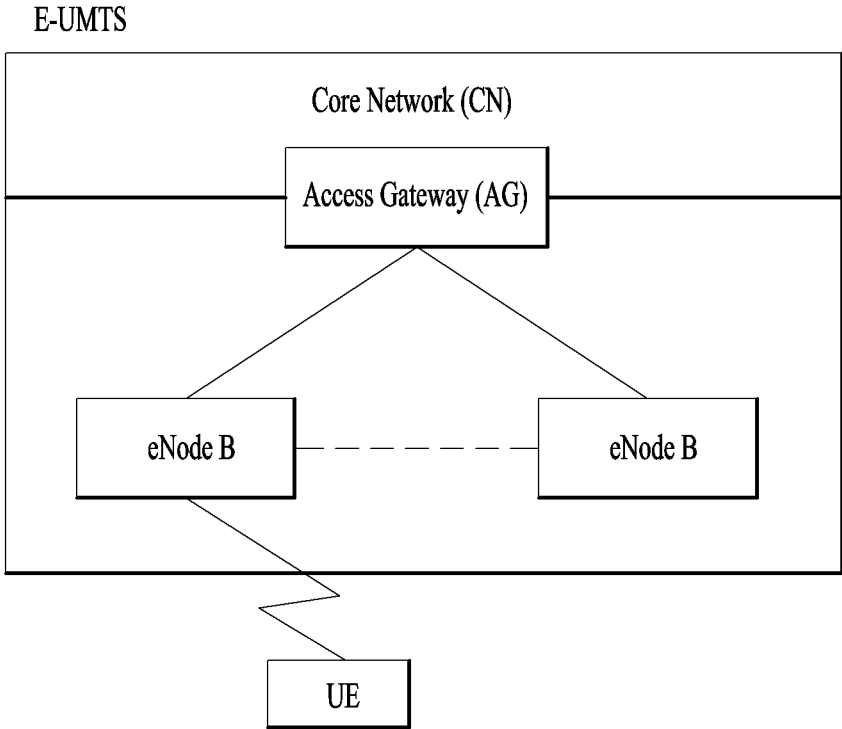 E-UMTS
Core Network (CN)
Access Gateway (AG)
eNode B
eNode B
UE